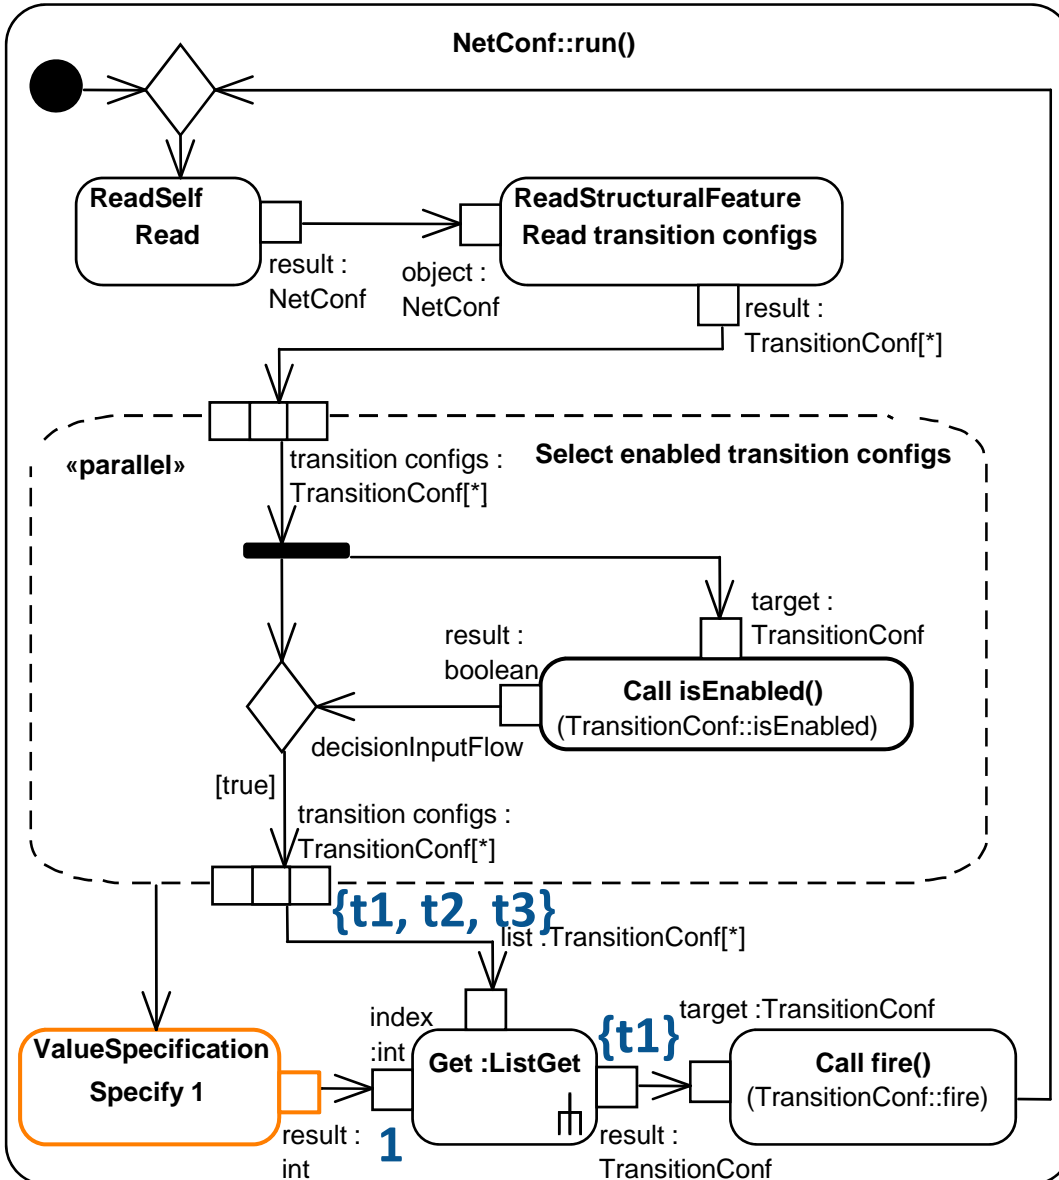 NetConf::run()
ReadSelf
Read
result :
NetConf
object :
NetConf
ReadStructuralFeature
Read transition configs
result :
TransitionConf[*]
«parallel»
Select enabled transition configs
transition configs :
TransitionConf[*]
target :
TransitionConf
result :
boolean
Call isEnabled()
(TransitionConf::isEnabled)
decisionInputFlow
[true]
transition configs :
TransitionConf[*]
{t1, t2, t3}
list :TransitionConf[*]
ValueSpecification
Specify 1
result :
int
index
:int
1
Get :ListGet
{t1}
result :
TransitionConf
target :TransitionConf
Call fire()
(TransitionConf::fire)